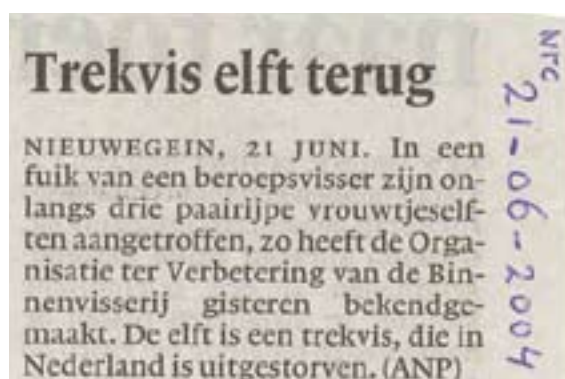 Trekvis elft terug
NIEUWEGEIN, 21 JUNI. In een
fuik van een beroepsvisser zijn on-
langs drie paairijpe vrouwtjeself-
ten aangetroffen, zo heeft de Orga-
nisatie ter Verbetering van de Bin-
nenvisserij gisteren bekendge-
maakt. De elft is een trekvis, die in
Nederland is uitgestorven. (ANP)
NRC 21-06-2004